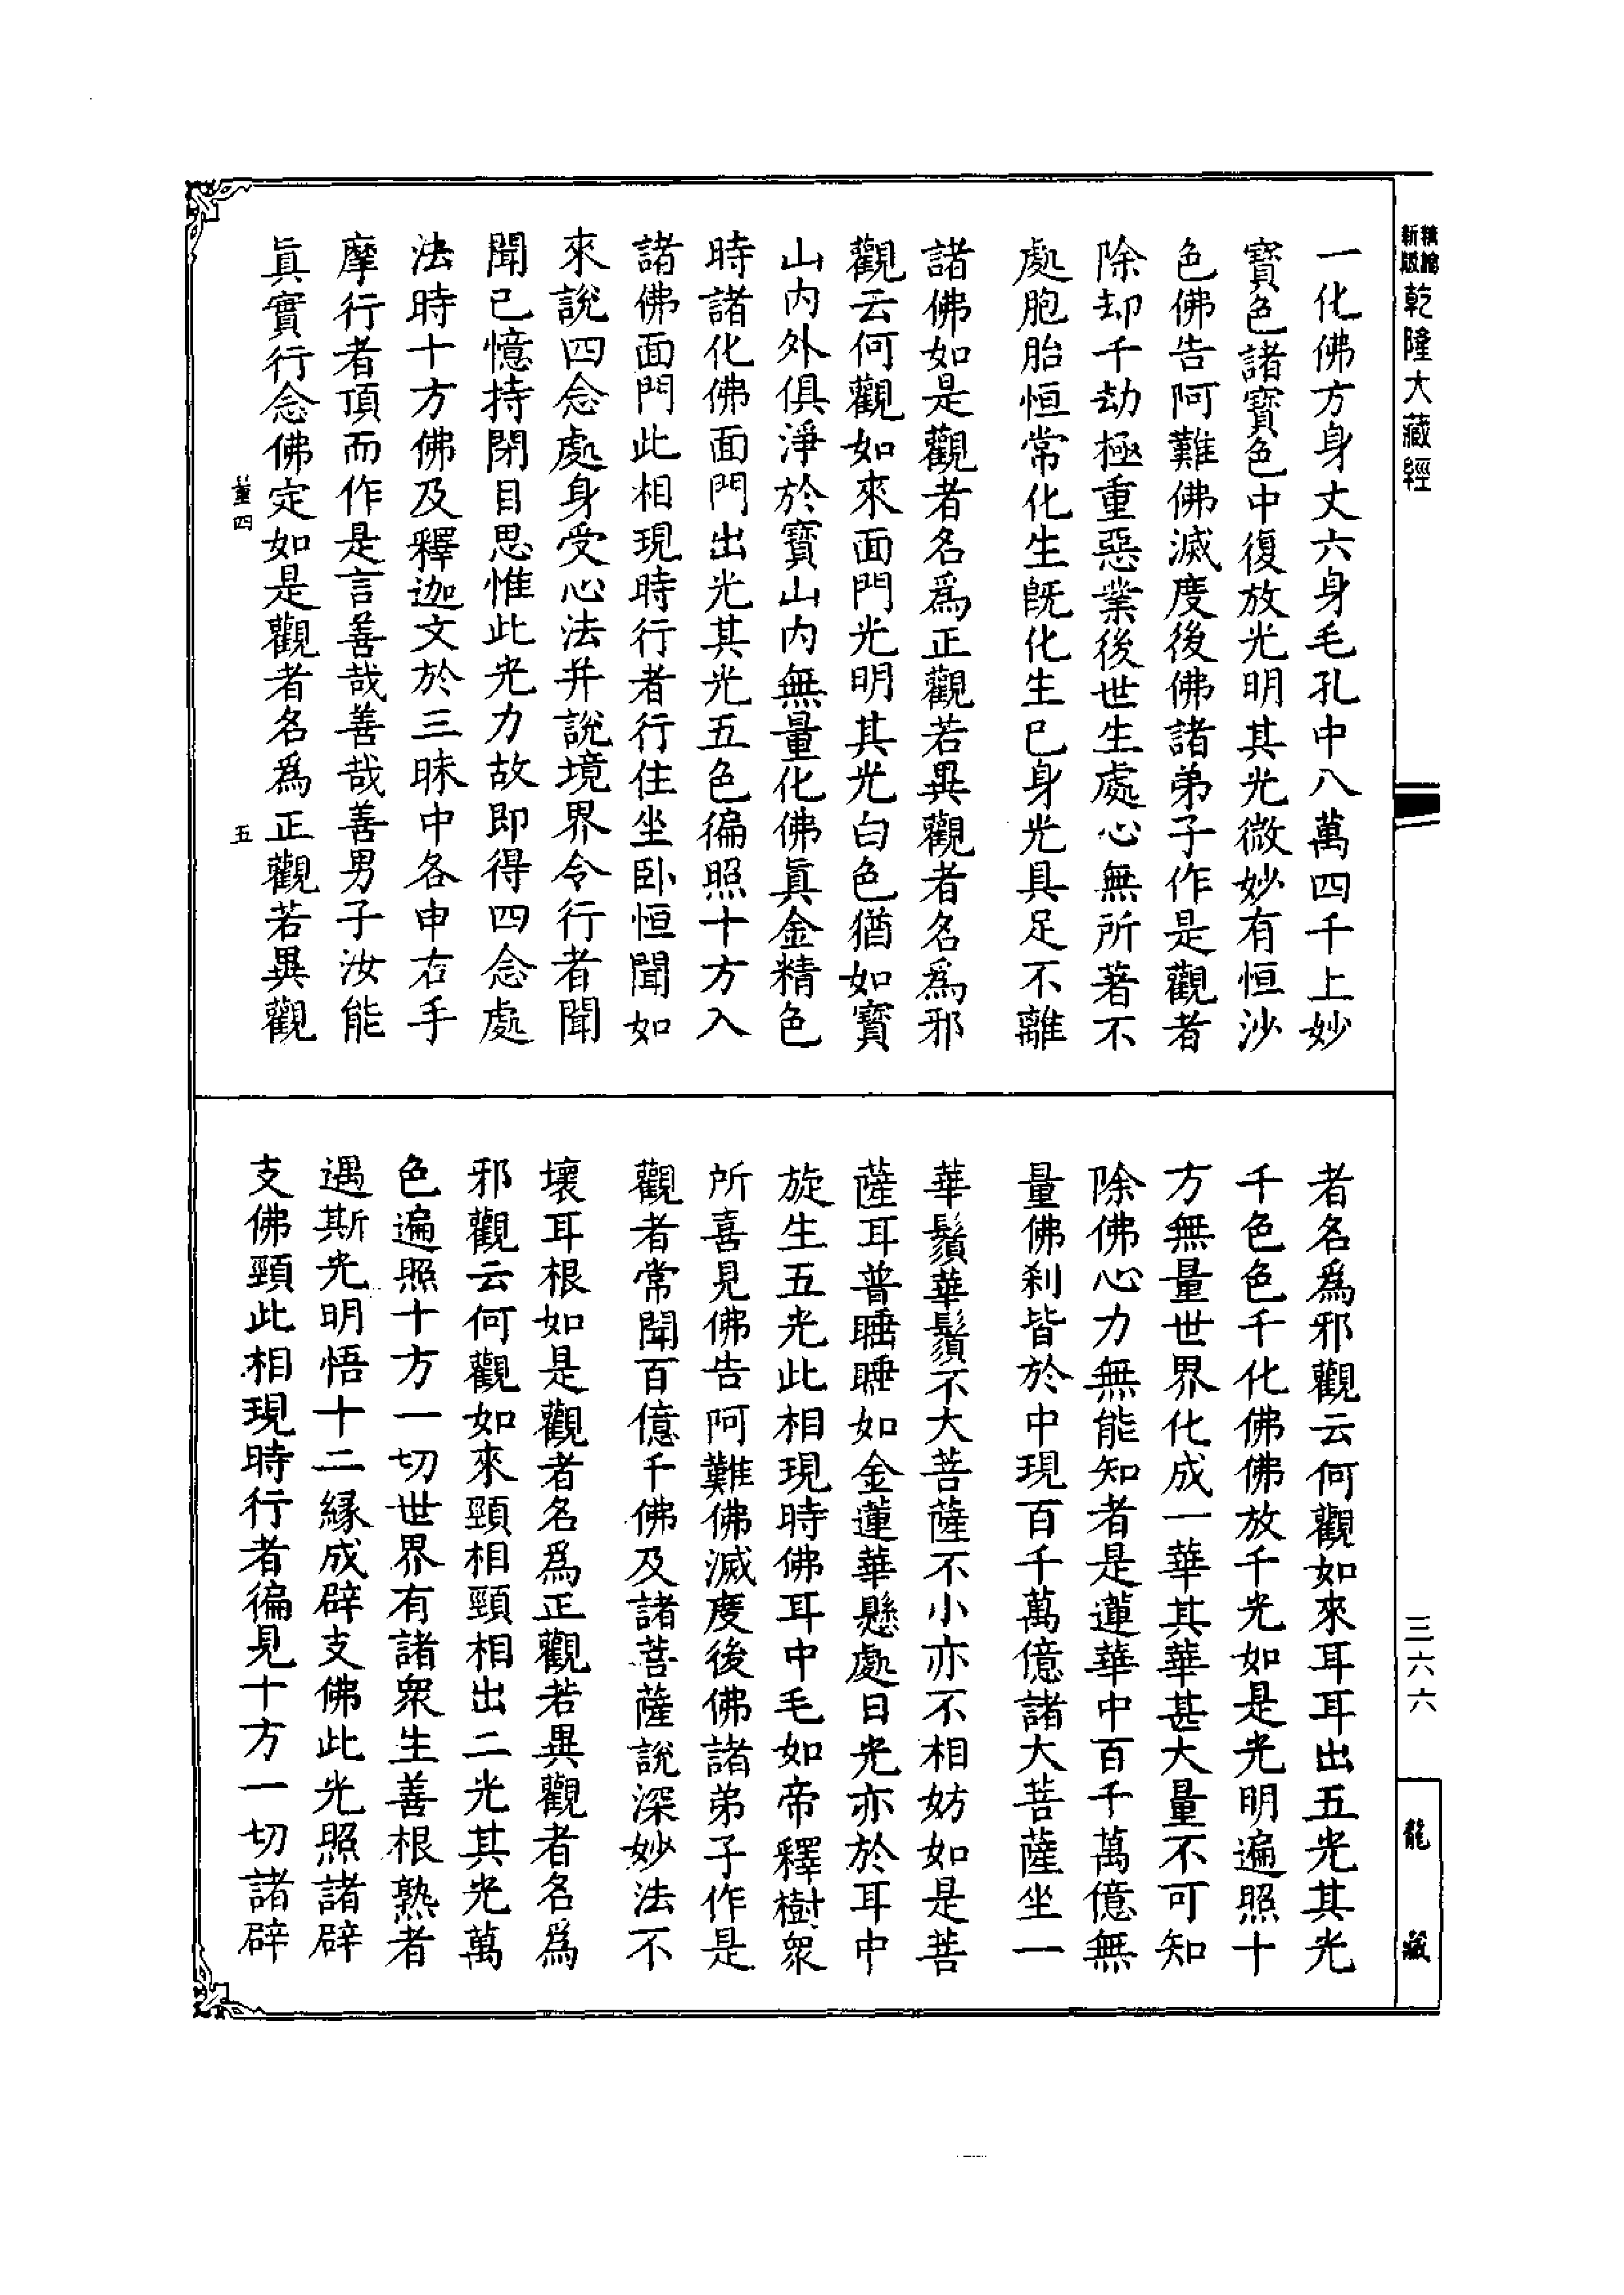 精縮新版乾隆大藏經
一化佛方身丈六身毛孔中八萬四千上妙
寶色諸寶色中復放光明其光微妙有恒沙
色佛告阿難佛滅度後佛諸弟子作是觀者
除却千劫極重惡業後世生處心無所著不
處胞胎恒常化生旣化生已身光具足不離
諸佛如是觀者名爲正觀若異觀者名爲邪
觀云何觀如來面門光明其光白色猶如寶
山內外俱淨於寶山內無量化佛眞金精色
時諸化佛面門出光其光五色徧照十方入
諸佛面門此相現時行者行住坐卧恒聞如
來說四念處身受心法并說境界令行者聞
聞已憶持閉目思惟此光力故即得四念處
法時十方佛及釋迦文於三昧中各申右手
摩行者頂而作是言善哉善哉善男子汝能
眞實行念佛定如是觀者名爲正觀若異觀
董四 五
者名爲邪觀云何觀如來耳耳出五光其光
千色色千化佛佛放千光如是光明遍照十
方無量世界化成一華其華甚大量不可知
除佛心力無能知者是蓮華中百千萬億無
量佛刹皆於中現百千萬億諸大菩薩坐一
華鬚華鬚不大菩薩不小亦不相妨如是菩
薩耳普睡睡如金蓮華懸處日光亦於耳中
旋生五光此相現時佛耳中毛如帝釋樹衆
所喜見佛告阿難佛滅度後佛諸弟子作是
觀者常聞百億千佛及諸菩薩說深妙法不
壞耳根如是觀者名爲正觀若異觀者名爲
邪觀云何觀如來頸相頸相出二光其光萬
色遍照十方一切世界有諸衆生善根熟者
遇斯光明悟十二緣成辟支佛此光照諸辟
支佛頸此相現時行者徧見十方一切諸辟
三六六
龍藏